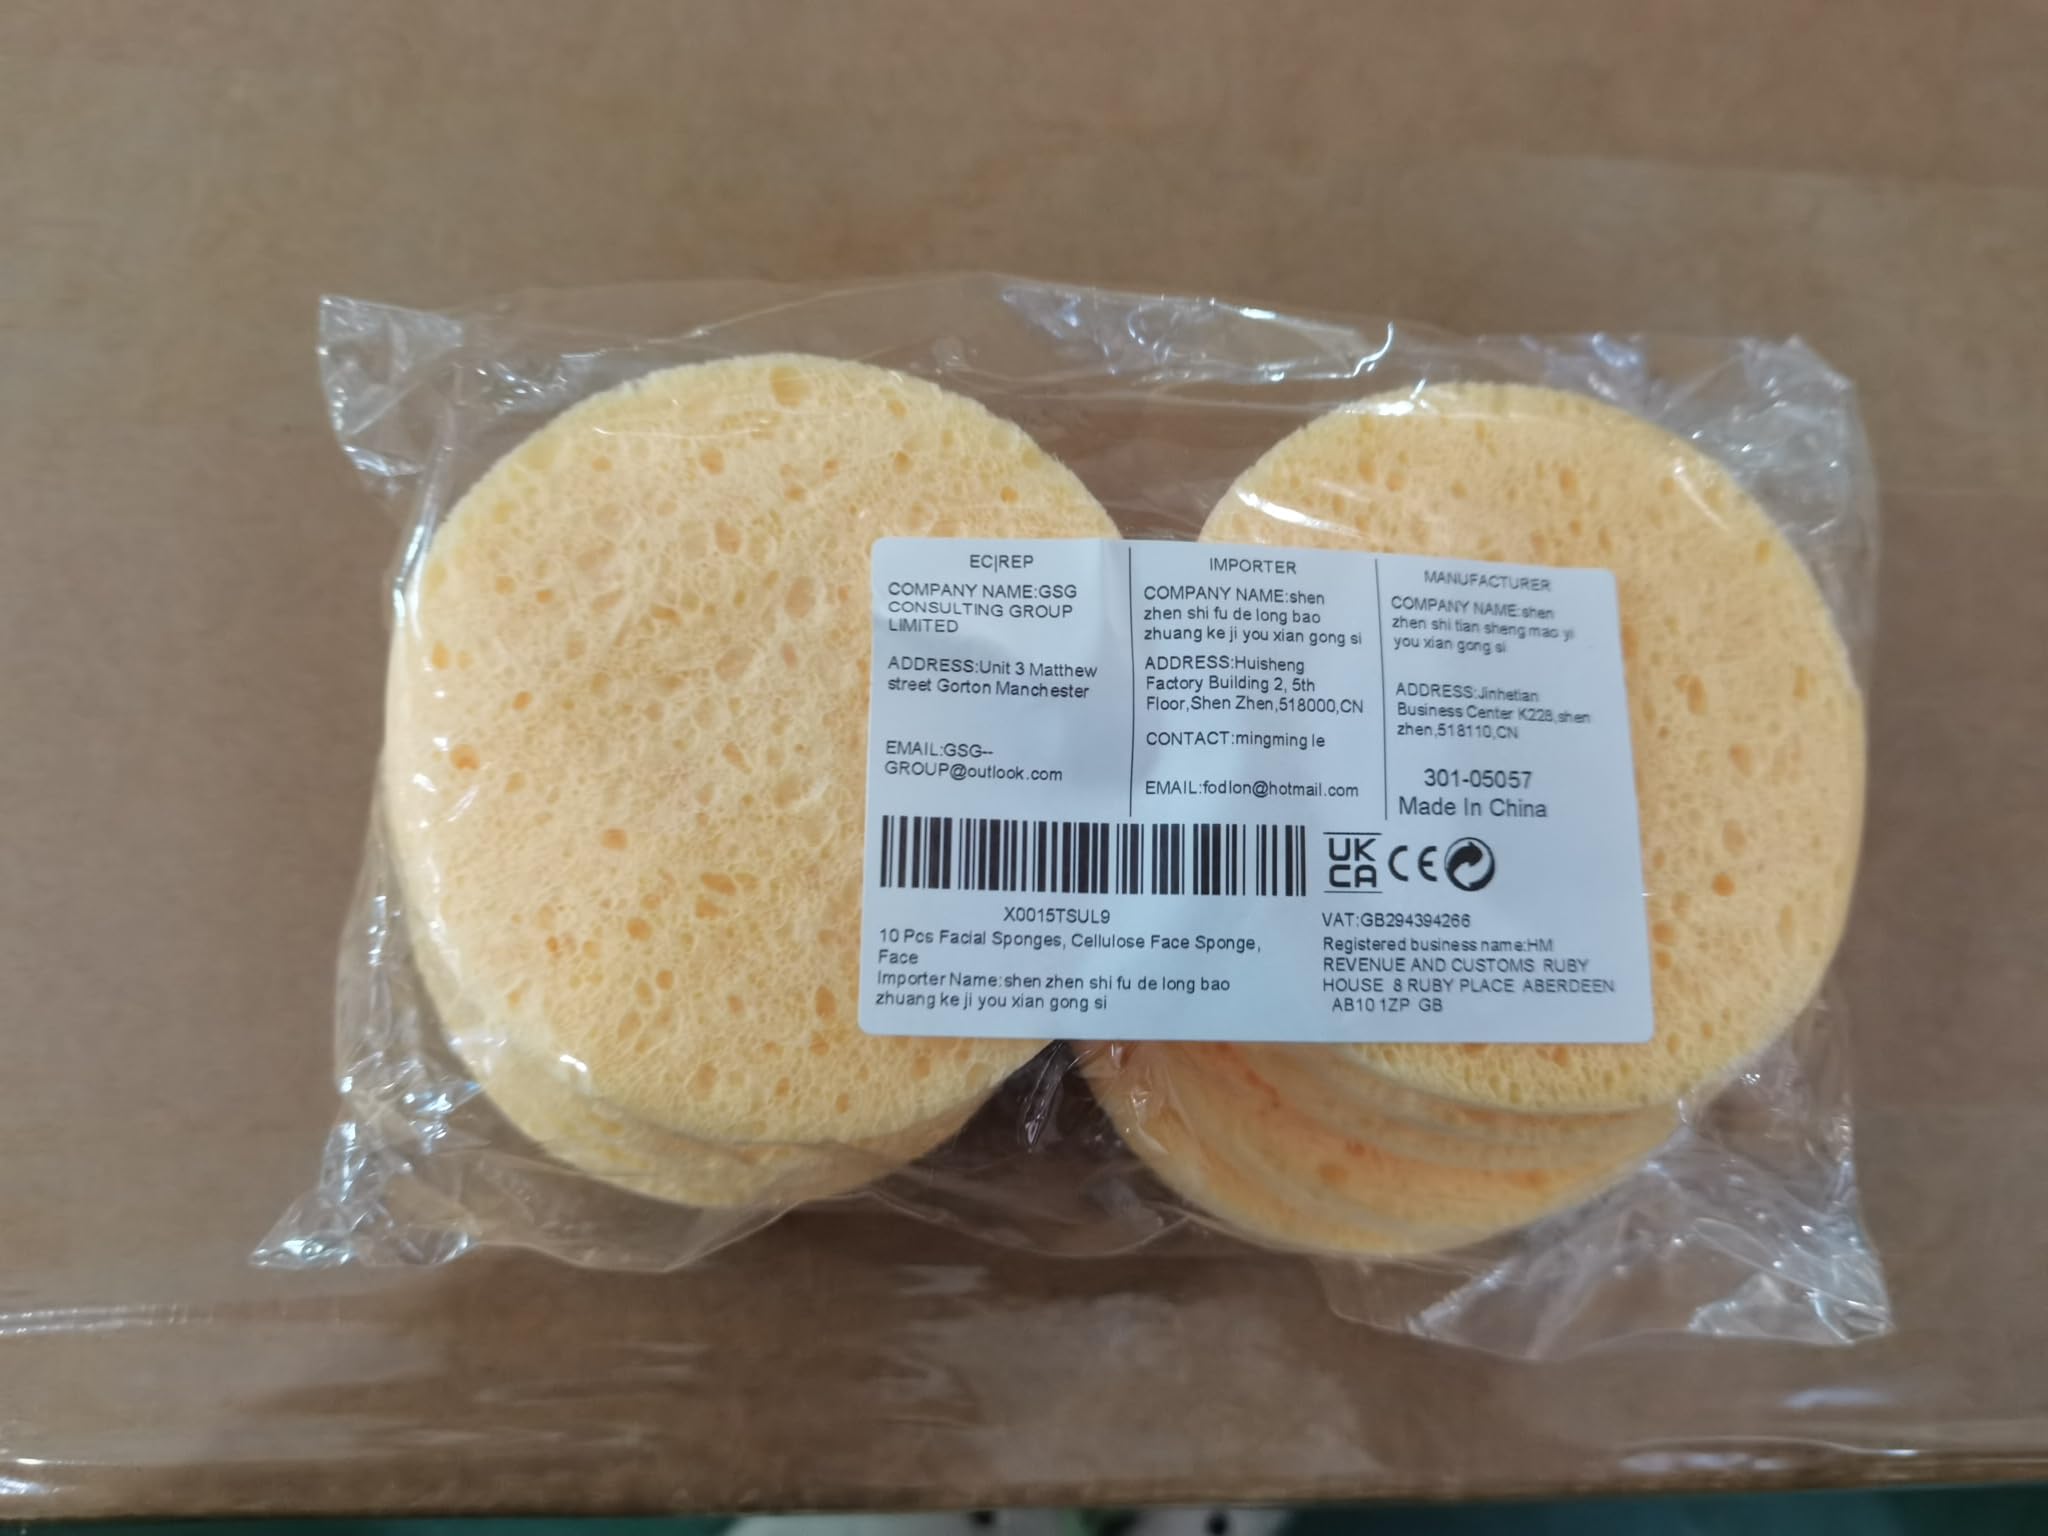 EC|REP
COMPANY NAME:GSG
CONSULTING GROUP
LIMITED
ADDRESS:Unit 3 Matthew
street Gorton Manchester
EMAIL:GSG--
GROUP@outlook.com
IMPORTER
COMPANY NAME:shen
zhen shi fu de long bao
zhuang ke ji you xian gong si
ADDRESS:Huisheng
Factory Building 2, 5th
Floor,Shen Zhen,518000,CN
CONTACT:mingming le
EMAIL:fodlon@hotmail.com
MANUFACTURER
COMPANY NAME:shen
zhen shi tian sheng mao yi
you xian gong si
ADDRESS:Jinhetian
Business Center K228,shen
zhen,518110,CN
301-05057
Made In China
UK
CA CE
X0015TSUL9
10 Pcs Facial Sponges, Cellulose Face Sponge,
Face
Importer Name:shen zhen shi fu de long bao
zhuang ke ji you xian gong si
VAT:GB294394266
Registered business name:HM
REVENUE AND CUSTOMS RUBY
HOUSE 8 RUBY PLACE ABERDEEN
AB10 1ZP GB